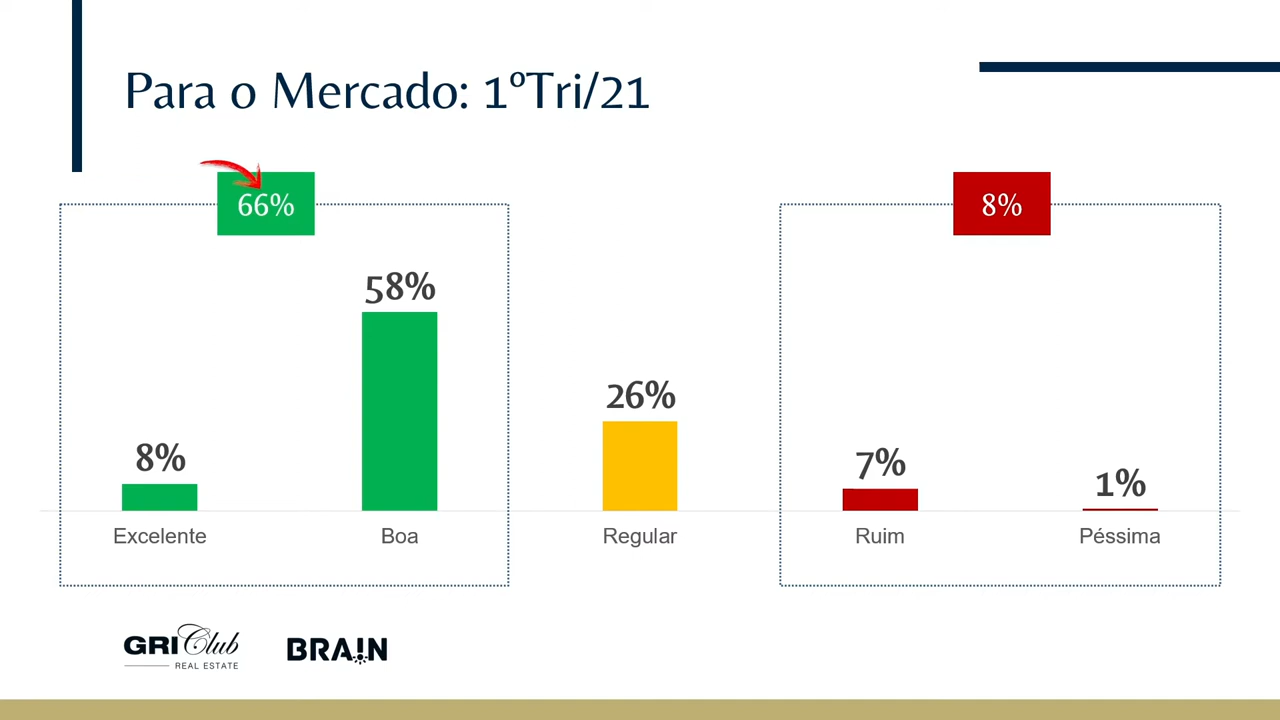 Para o Mercado: 1ºTri/21
66%
8%
58%
26%
8%
7%
1%
Excelente
Boa
Regular
Ruim
Péssima
GRI Club
REAL ESTATE
BRAIN